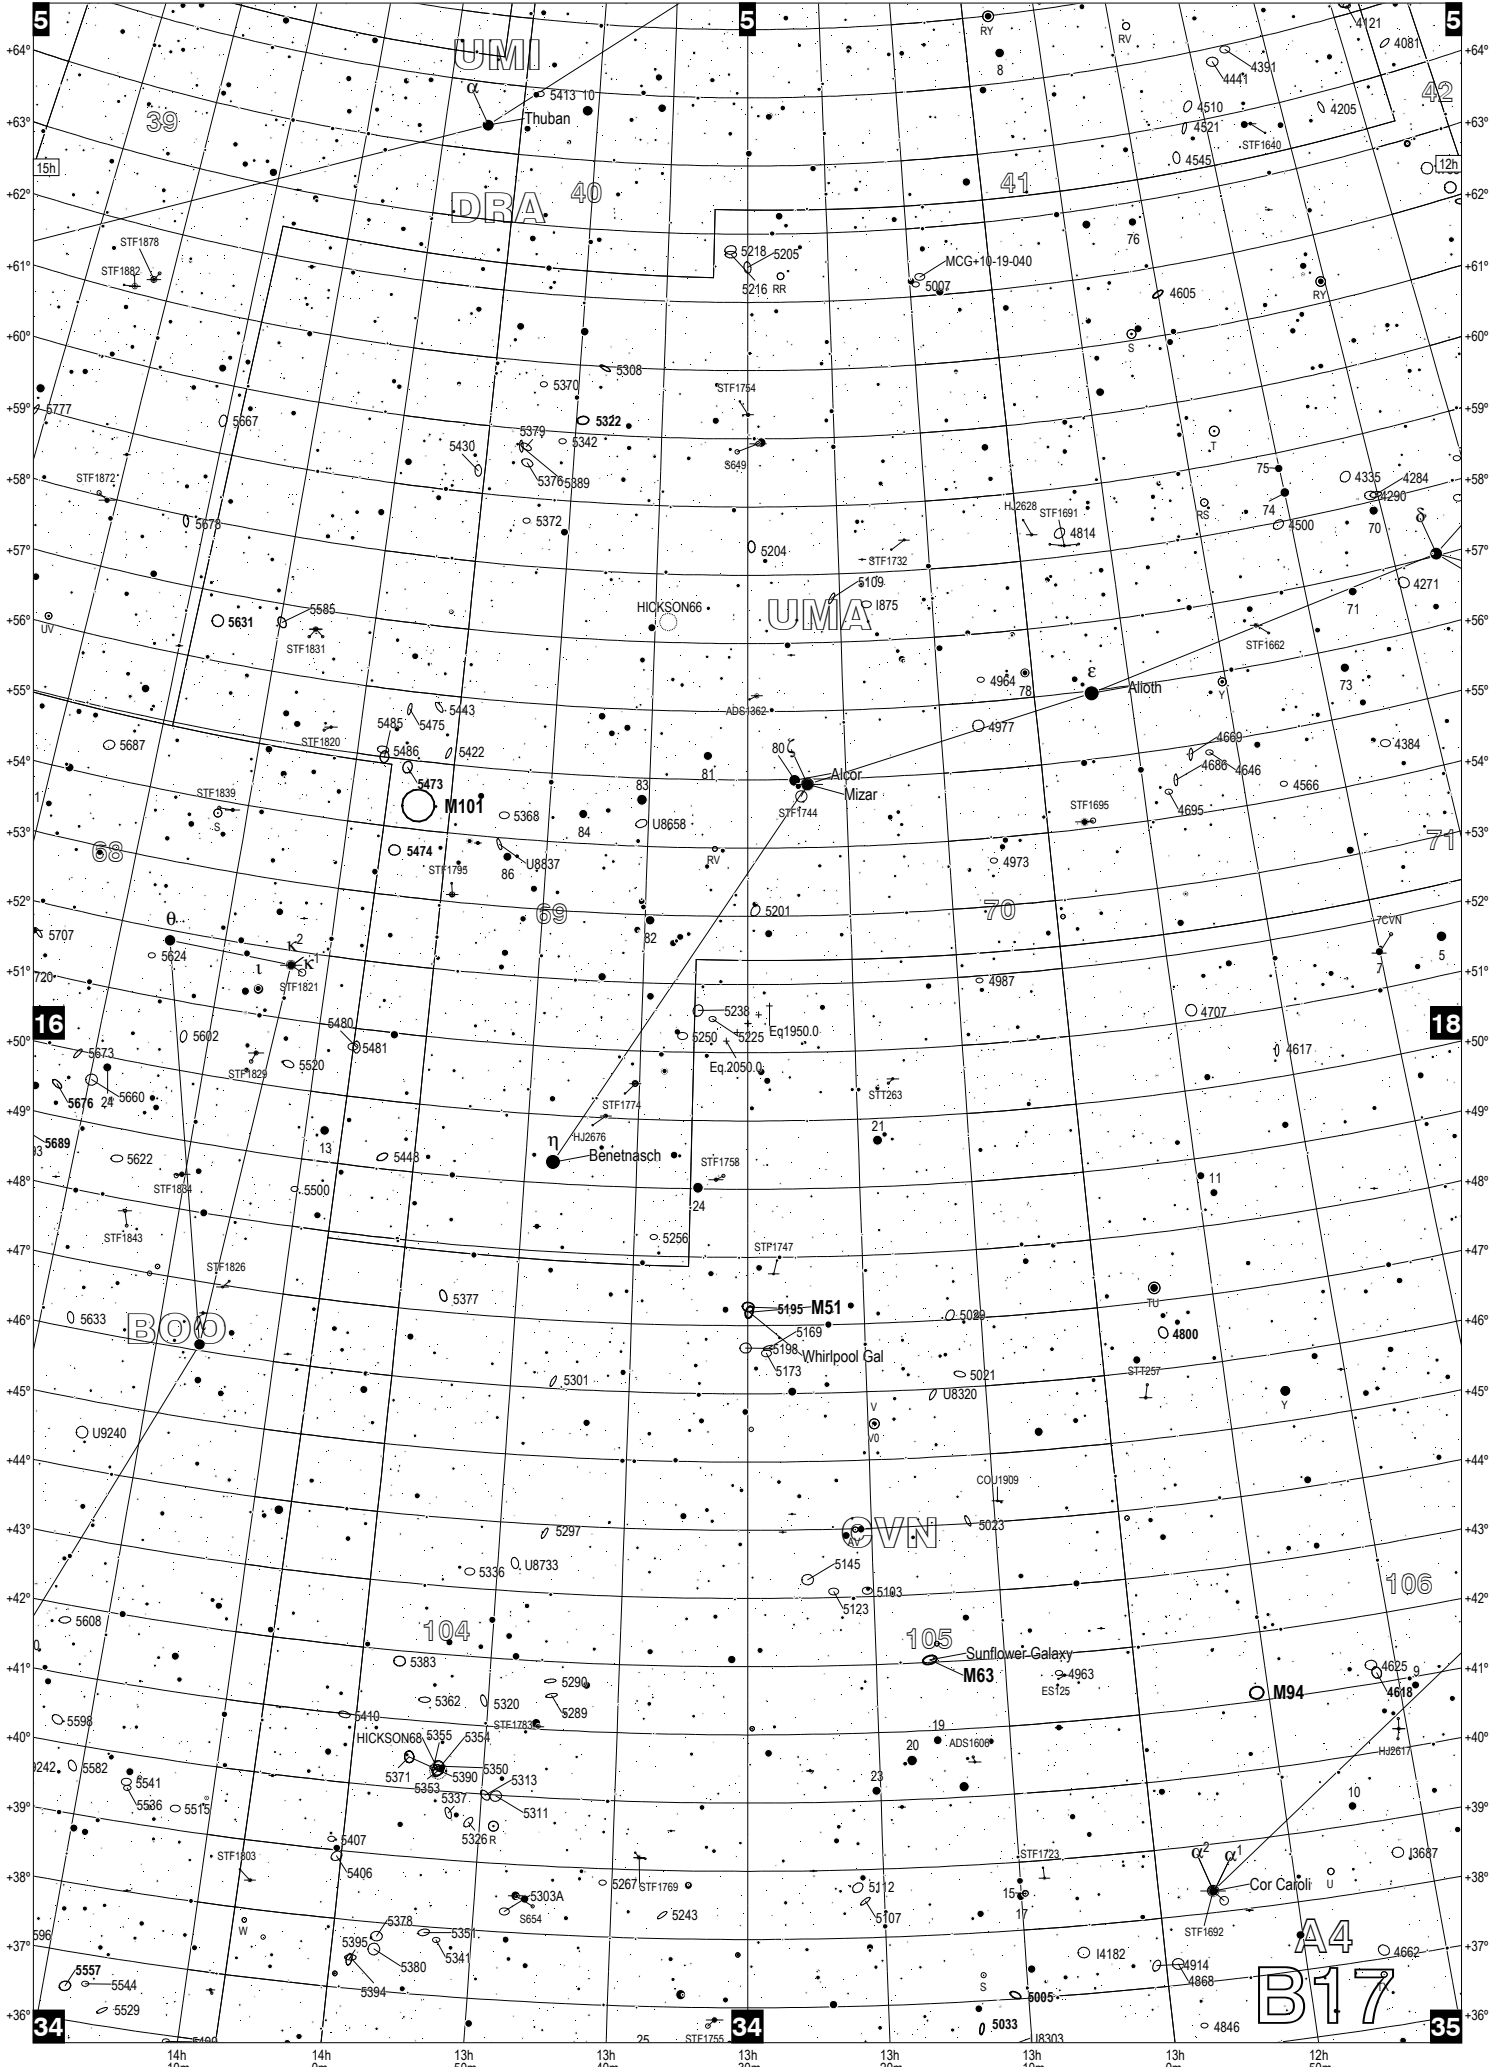 5 5 5
+64° UMI RY RV 4121 4081 +64°
8 4441 4391
α 5413 10 4510 4205 42
+63° 39 Thuban 4521 STF1640 +63°
15h 4545 12h
+62° DRA 40 41 +62°
STF1878 76
+61° STF1882 5218 5205 MCG+10-19-040 +61°
5216 RR 5007 4605 RY
+60° S +60°
5308
5370 STF1754
+59° 5777 5667 5322 +59°
5379 5342 T
5430 S649 75
+58° STF1872 5376 5389 4335 4284 +58°
HJ2628 STF1691 RS 74 4290
5678 5372 4814 4500 70 δ
+57° 5204 STF1732 +57°
5109 4271
5585 HICKSON66 UMA I875 71
+56° UV 5631 STF1831 STF1662 +56°
ε
4964 78 Alioth Y 73
+55° 5443 +55°
5485 5475 ADS1362 4977
5687 STF1820 5486 5422 80 ζ 4669 4384
+54° 5473 81 Alcor 4686 4646 +54°
STF1839 83 Mizar 4566
S M101 5368 STF1744 STF1695 4695
+53° 84 U8658 +53°
68 5474 U8837 RV 4973 71
STF1795 86
+52° 69 5201 70 +52°
θ 82 7CVN
5707 κ² 5
5624 ι κ¹ 7
+51° 720 STF1821 4987 +51°
16 5238 Eq1950.0 4707 18
5602 5480 5250 5225
+50° 5673 5481 4617 +50°
STF1829 5520 Eq.2050.0
5676 24 5660 STF1774 STT263
+49° 21 +49°
5689 13 η HJ2676
5622 5448 Benetnasch STF1758
+48° STF1834 5500 24 11 +48°
STF1843 5256
+47° STF1747 +47°
STF1826
5377 5195 M51 TU
+46° 5633 BOO 5169 4800 +46°
5198 Whirlpool Gal
5173 STT257
+45° 5301 5021 +45°
U8320
V Y
U9240 V0
+44° COU1909 +44°
+43° 5297 CVN 5023 +43°
AV
5336 U8733 5145
+42° 5103 106 +42°
5608 5123
104 105
+41° 5383 Sunflower Galaxy 4625 9 +41°
5290 M63 4963 4618
5362 5320 5289 ES125 M94
5598 5410 STF1783
+40° HICKSON68 5355 5354 19 ADS1606 HJ2617 +40°
242 5582 5371 5390 5350 20
5541 5353 5313 23
5536 5515 5337 5311 10
+39° 5326 R +39°
5407
STF1803 5406 STF1723 α² α¹ I3687
+38° 5267 STF1769 5112 Cor Caroli U +38°
5303A 15
S654 5243 5107 17 STF1692
5378 A4
+37° 596 W 5395 5351 +37°
5341 I4182 4662
5557 5380 4914
5544 5394 S 4868 B17
+36° 5529 5005 +36°
34 34 5033 4846 35
25 STF1755 I8303
14h 14h 13h 13h 13h 13h 13h 13h 12h